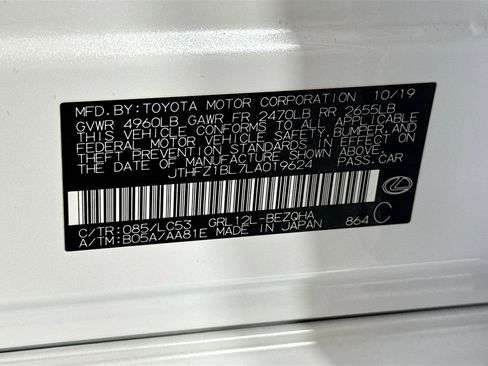 MFD. BY: TOYOTA MOTOR CORPORATION 10/19
GVWR 4960LB GAWR FR 2470LB RR 2655LB
THIS VEHICLE CONFORMS TO ALL APPLICABLE
FEDERAL MOTOR VEHICLE SAFETY, BUMPER, AND
THEFT PREVENTION STANDARDS IN EFFECT ON
THE DATE OF MANUFACTURE SHOWN ABOVE.
JTHFZ1BL7LA019624 PASS. CAR
C/TR: 085/LC53 GRL12L-BEZQHA
A/TM: B05A/AA81E MADE IN JAPAN 864 C